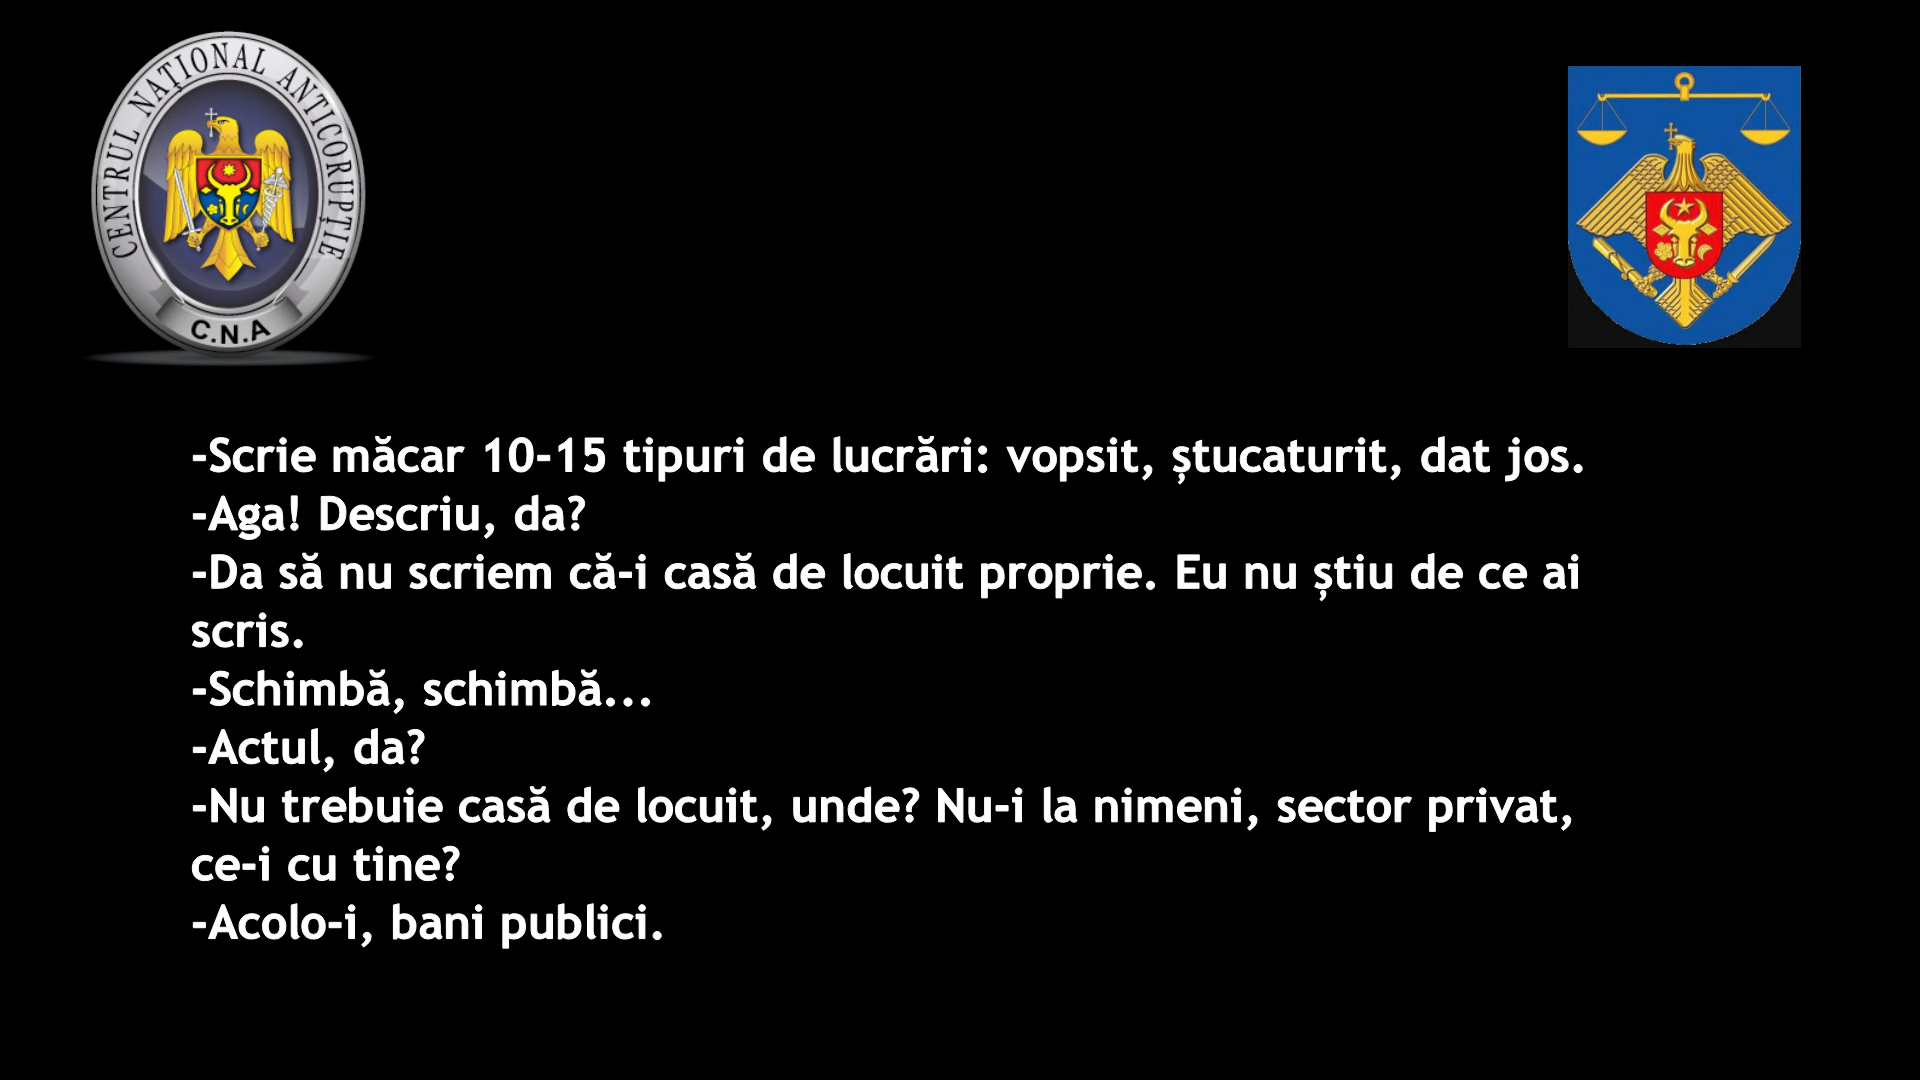 CENTRUL NAȚIONAL ANTICORUPȚIE
C.N.A
-Scrie măcar 10-15 tipuri de lucrări: vopsit, ștucaturit, dat jos.
-Aga! Descriu, da?
-Da să nu scriem că-i casă de locuit proprie. Eu nu știu de ce ai
scris.
-Schimbă, schimbă...
-Actul, da?
-Nu trebuie casă de locuit, unde? Nu-i la nimeni, sector privat,
ce-i cu tine?
-Acolo-i, bani publici.